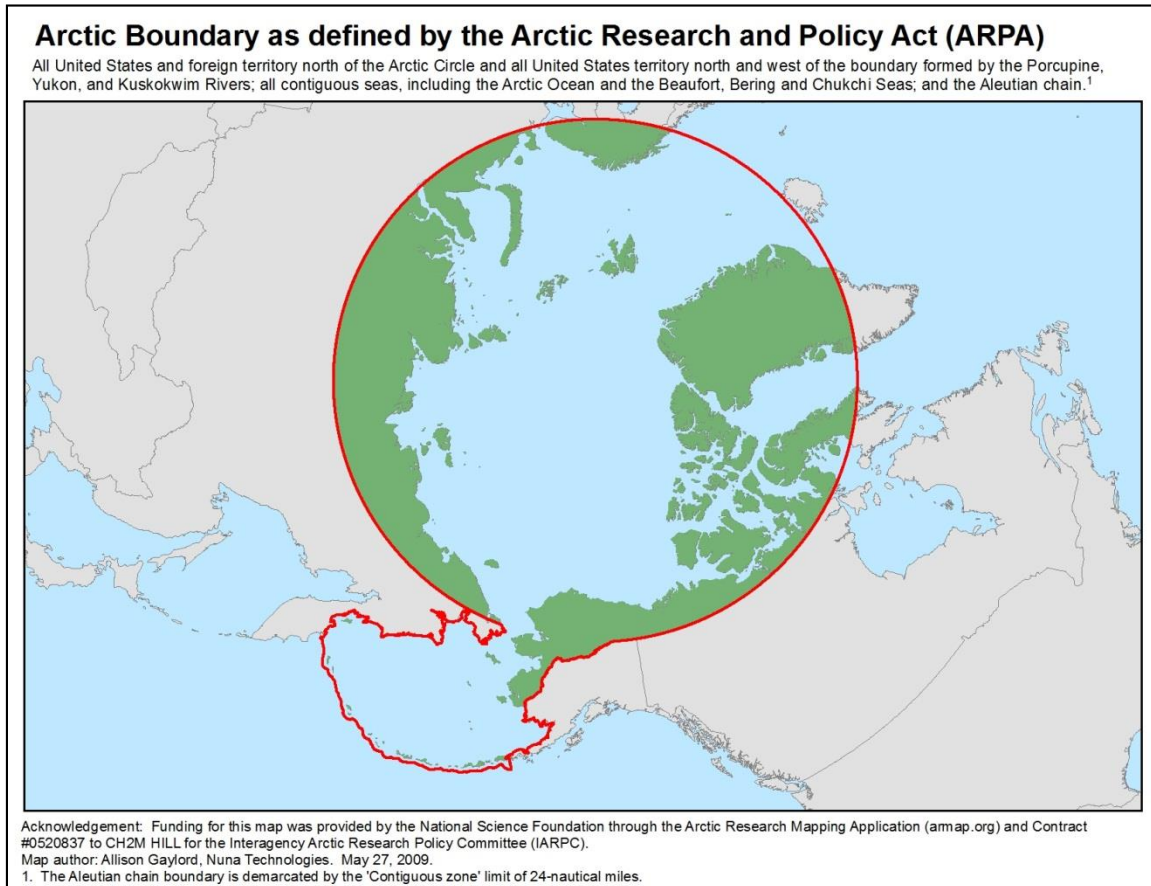 Arctic Boundary as defined by the Arctic Research and Policy Act (ARPA)
All United States and foreign territory north of the Arctic Circle and all United States territory north and west of the boundary formed by the Porcupine,
Yukon, and Kuskokwim Rivers; all contiguous seas, including the Arctic Ocean and the Beaufort, Bering and Chukchi Seas; and the Aleutian chain.¹
Acknowledgement: Funding for this map was provided by the National Science Foundation through the Arctic Research Mapping Application (armap.org) and Contract
#0520837 to CH2M HILL for the Interagency Arctic Research Policy Committee (IARPC).
Map author: Allison Gaylord, Nuna Technologies. May 27, 2009.
1. The Aleutian chain boundary is demarcated by the 'Contiguous zone' limit of 24-nautical miles.